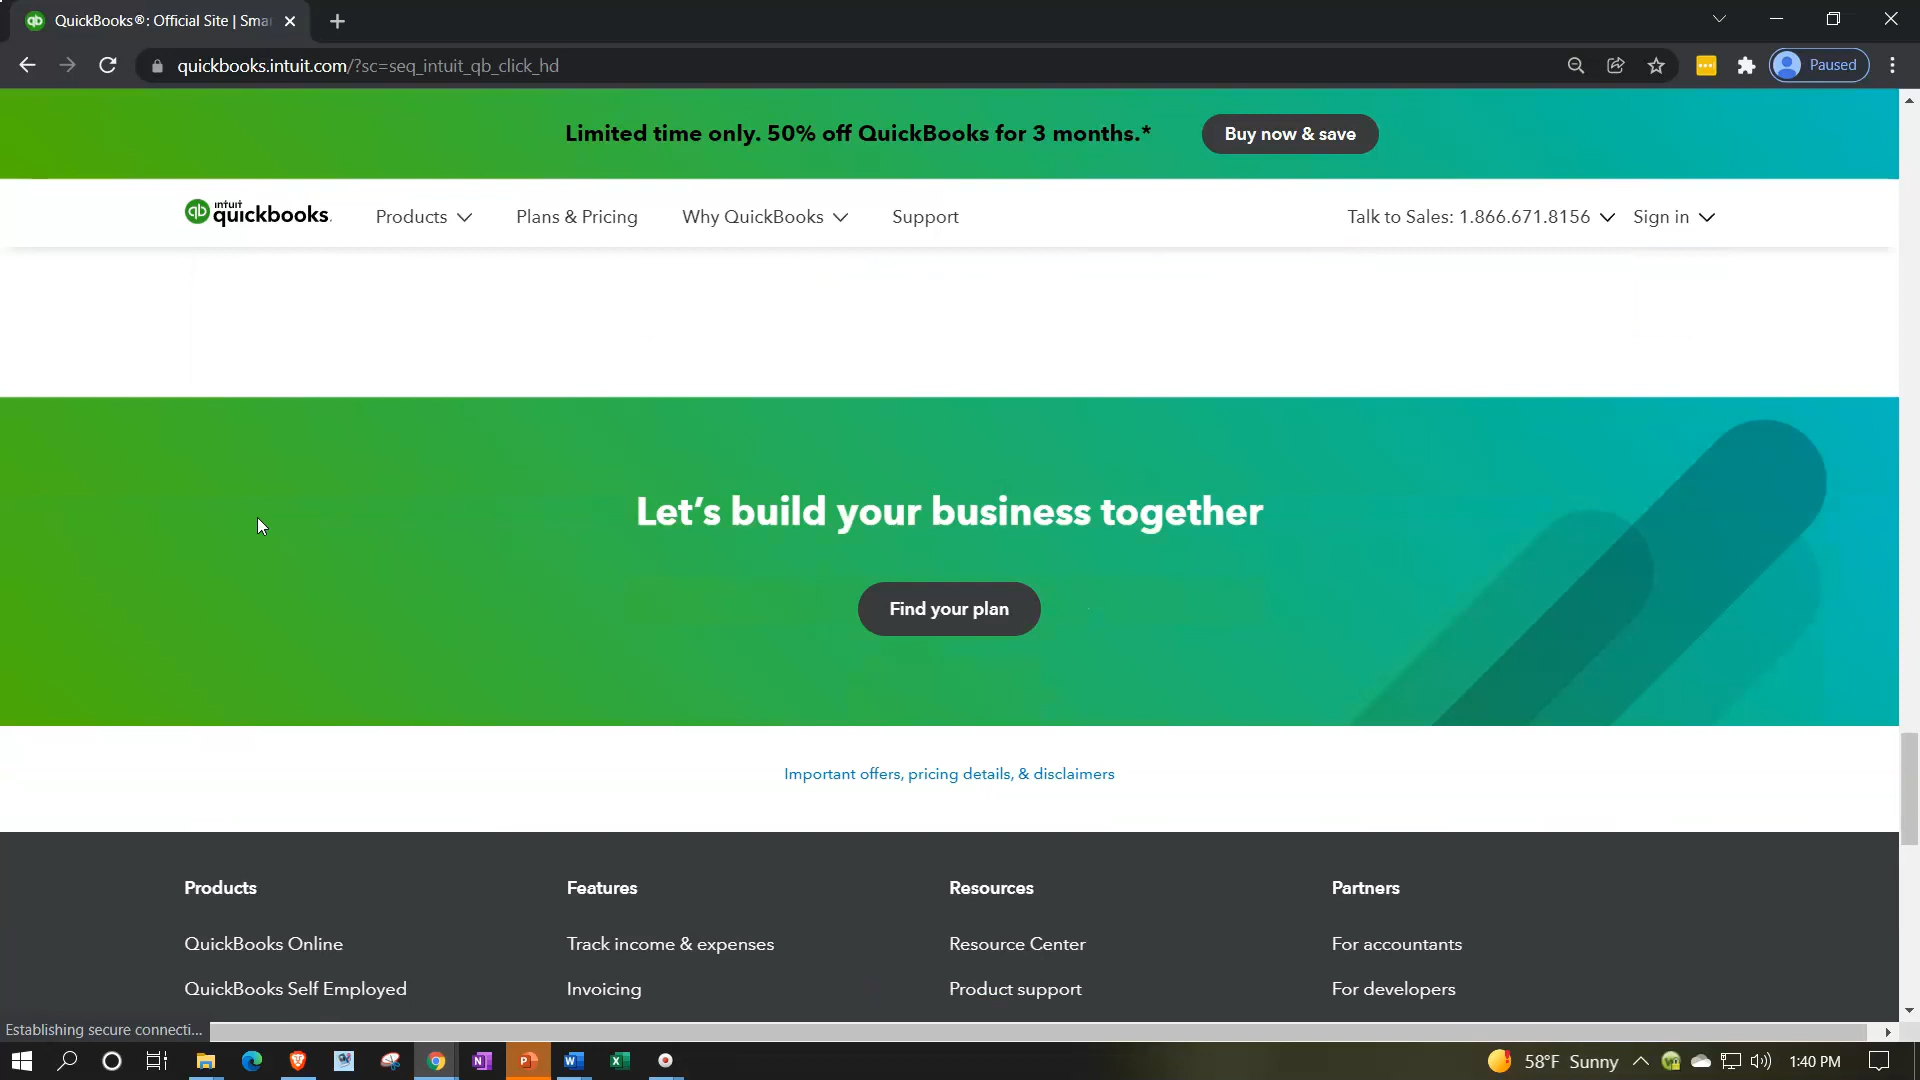 QuickBooks®: Official Site | Sma
quickbooks.intuit.com/?sc=seq_intuit_qb_click_hd
Paused
Limited time only. 50% off QuickBooks for 3 months.*
Buy now & save
qb intuit quickbooks.
Products
Plans & Pricing
Why QuickBooks
Support
Talk to Sales: 1.866.671.8156
Sign in
Let's build your business together
Find your plan
Important offers, pricing details, & disclaimers
Products
Features
Resources
Partners
QuickBooks Online
Track income & expenses
Resource Center
For accountants
QuickBooks Self Employed
Invoicing
Product support
For developers
Establishing secure connecti...
58°F Sunny
1:40 PM